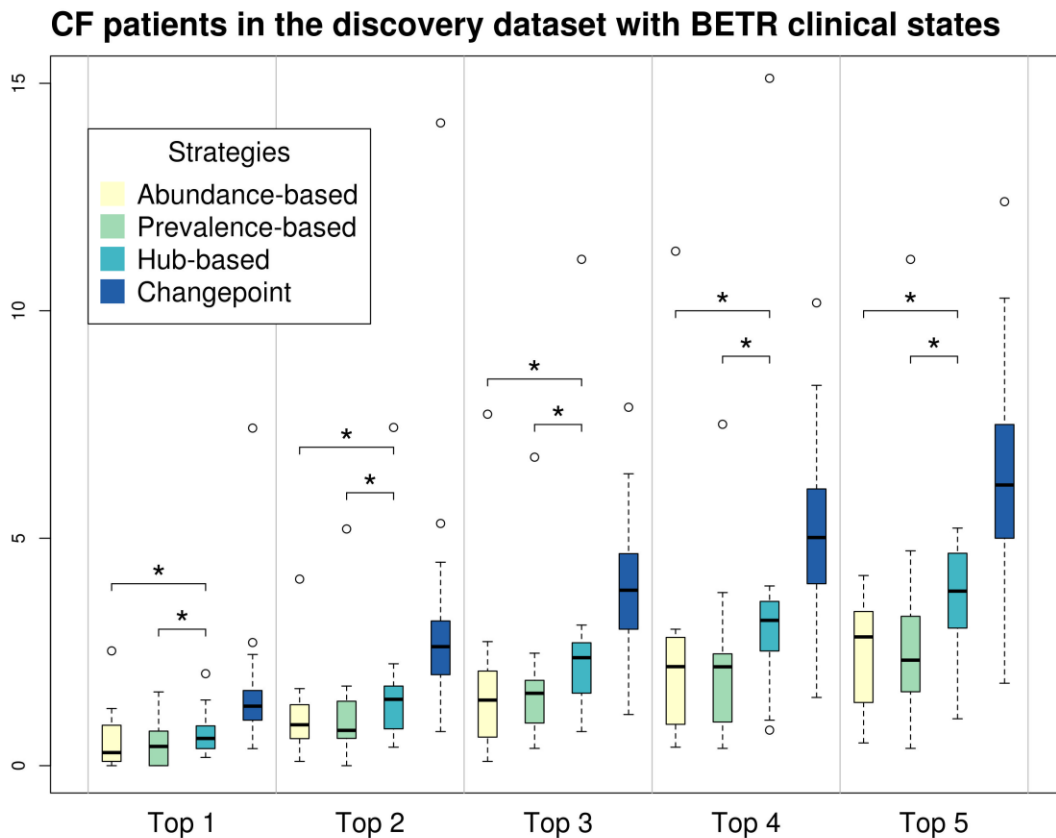 CF patients in the discovery dataset with BETR clinical states
15
10
5
0
Strategies
Abundance-based
Prevalence-based
Hub-based
Changepoint
*
*
*
*
*
*
*
*
*
*
Top 1
Top 2
Top 3
Top 4
Top 5